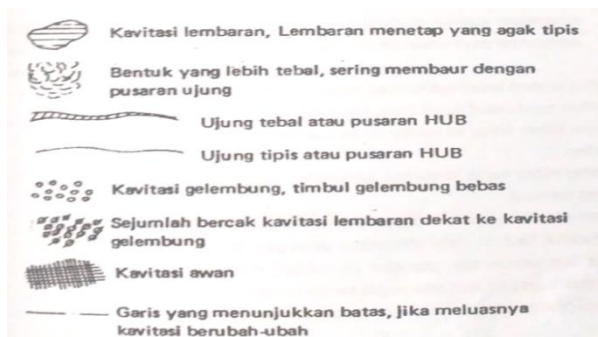 Kavitasi lembaran, Lembaran menetap yang agak tipis
Bentuk yang lebih tebal, sering membaur dengan
pusaran ujung
Ujung tebal atau pusaran HUB
Ujung tipis atau pusaran HUB
Kavitasi gelembung, timbul gelembung bebas
Sejumlah bercak kavitasi lembaran dekat ke kavitasi
gelembung
Kavitasi awan
Garis yang menunjukkan batas, jika meluasnya
kavitasi berubah-ubah